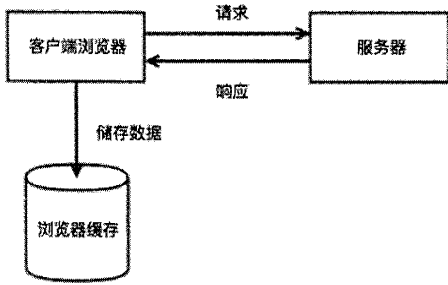 请求
客户端浏览器
服务器
响应
储存数据
浏览器缓存